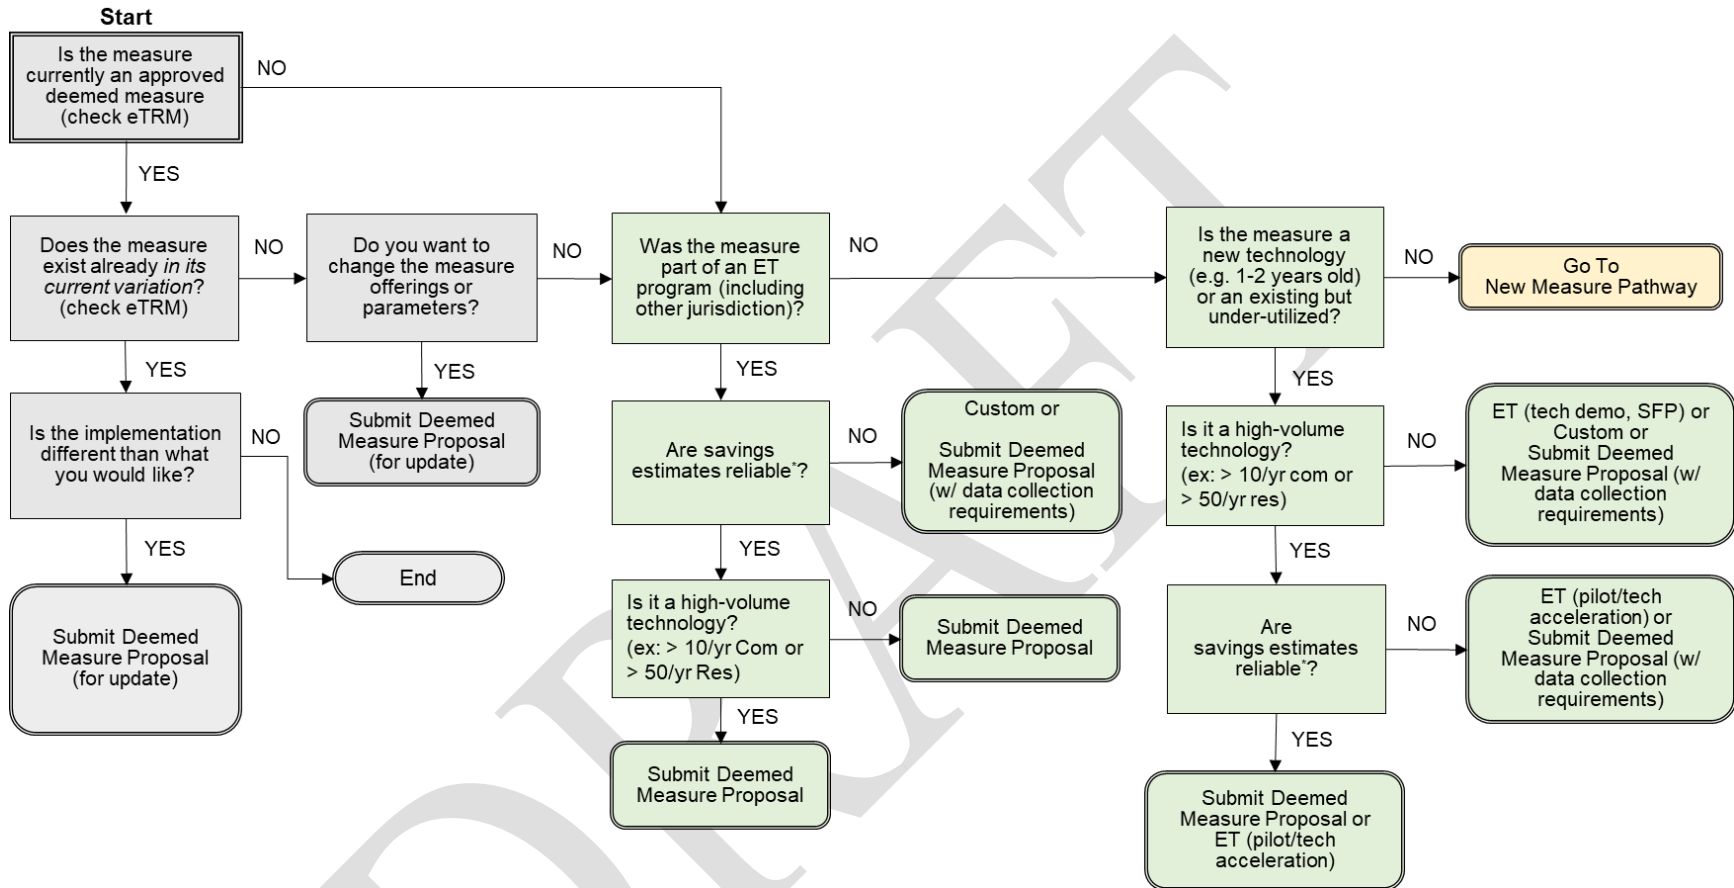 Start
Is the measure
currently an approved
deemed measure
(check eTRM)
NO
YES
Does the measure
exist already in its
current variation?
(check eTRM)
NO
Do you want to
change the measure
offerings or
parameters?
NO
Was the measure
part of an ET
program (including
other jurisdiction)?
NO
Is the measure a
new technology
(e.g. 1-2 years old)
or an existing but
under-utilized?
NO
Go To
New Measure Pathway
YES
YES
YES
YES
Is the implementation
different than what
you would like?
NO
Submit Deemed
Measure Proposal
(for update)
Are savings
estimates reliable*?
NO
Custom or
Submit Deemed
Measure Proposal
(w/ data collection
requirements)
Is it a high-volume
technology?
(ex: > 10/yr com or
> 50/yr res)
NO
ET (tech demo, SFP) or
Custom or
Submit Deemed
Measure Proposal (w/
data collection
requirements)
YES
YES
YES
End
Submit Deemed
Measure Proposal
(for update)
Is it a high-volume
technology?
(ex: > 10/yr Com or
> 50/yr Res)
NO
Submit Deemed
Measure Proposal
Are
savings estimates
reliable*?
NO
ET (pilot/tech
acceleration) or
Submit Deemed
Measure Proposal (w/
data collection
requirements)
YES
YES
Submit Deemed
Measure Proposal
Submit Deemed
Measure Proposal or
ET (pilot/tech
acceleration)
DRAFT